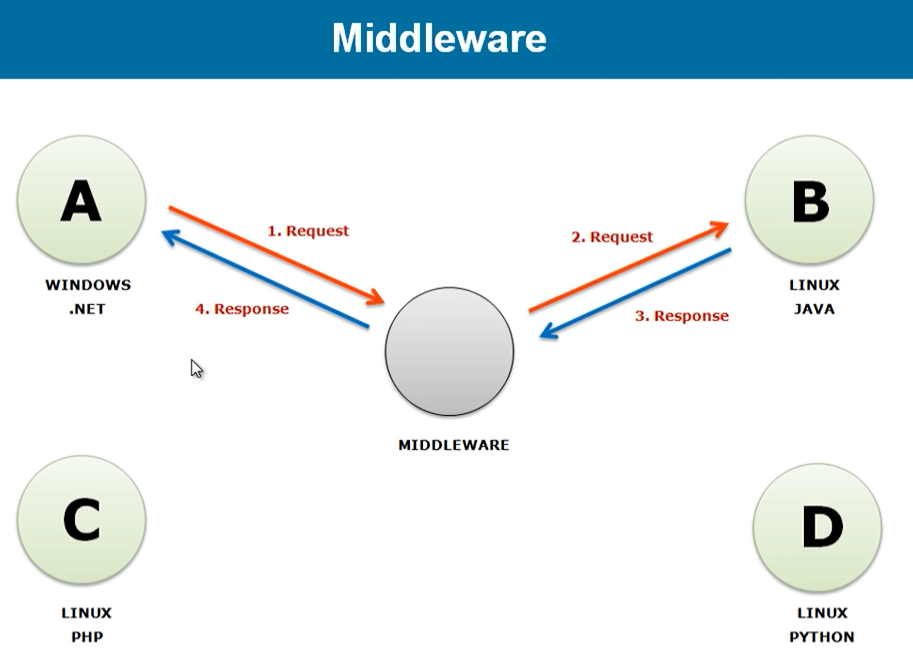 Middleware
A
B
1. Request
2. Request
WINDOWS
.NET
LINUX
JAVA
4. Response
3. Response
MIDDLEWARE
C
D
LINUX
PHP
LINUX
PYTHON